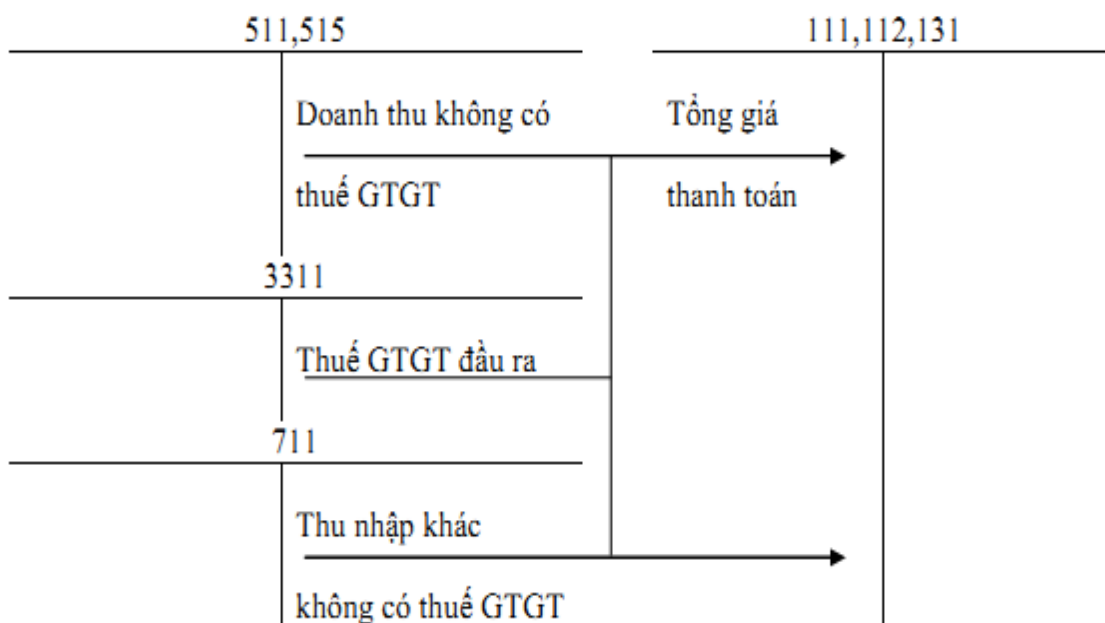 511,515
111,112,131
Doanh thu không có
Tổng giá
thuế GTGT
thanh toán
3311
Thuế GTGT đầu ra
711
Thu nhập khác
không có thuế GTGT